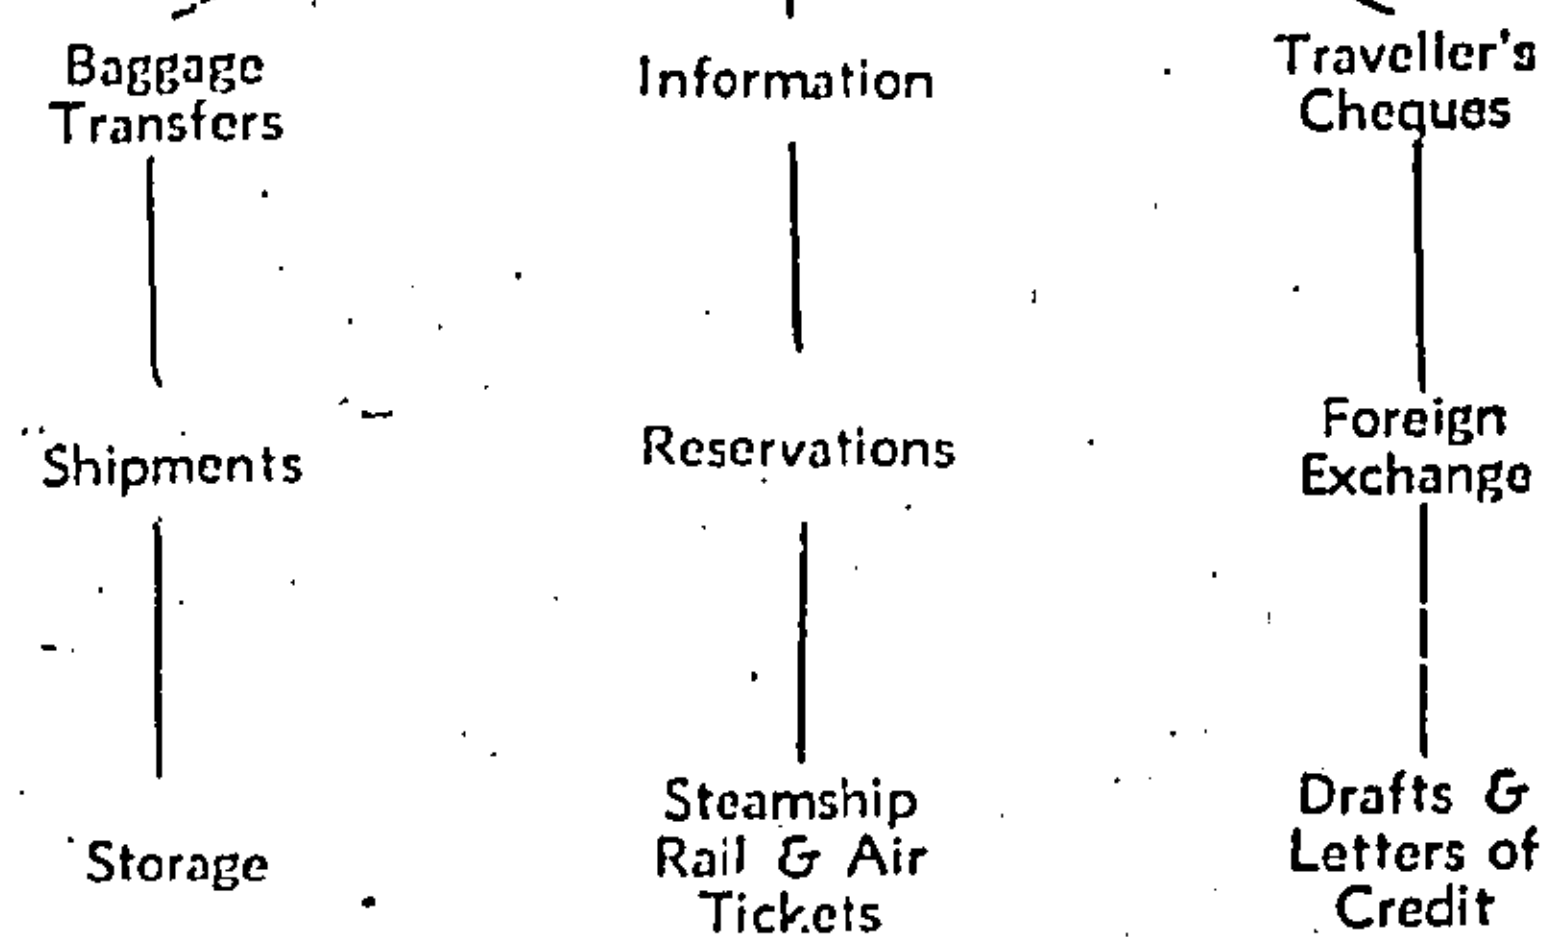 Baggage
Transfers
Information
Traveller's
Cheques
Shipments
Reservations
Foreign
Exchange
Storage
Steamship
Rail & Air
Tickets
Drafts &
Letters of
Credit